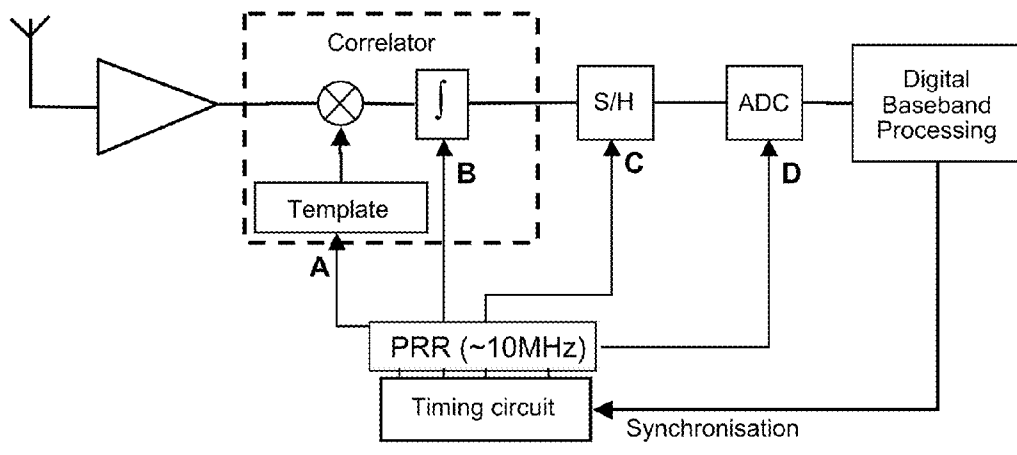 Correlator
∫
S/H
ADC
Digital
Baseband
Processing
B
C
D
Template
A
PRR (~10MHz)
Timing circuit
Synchronisation